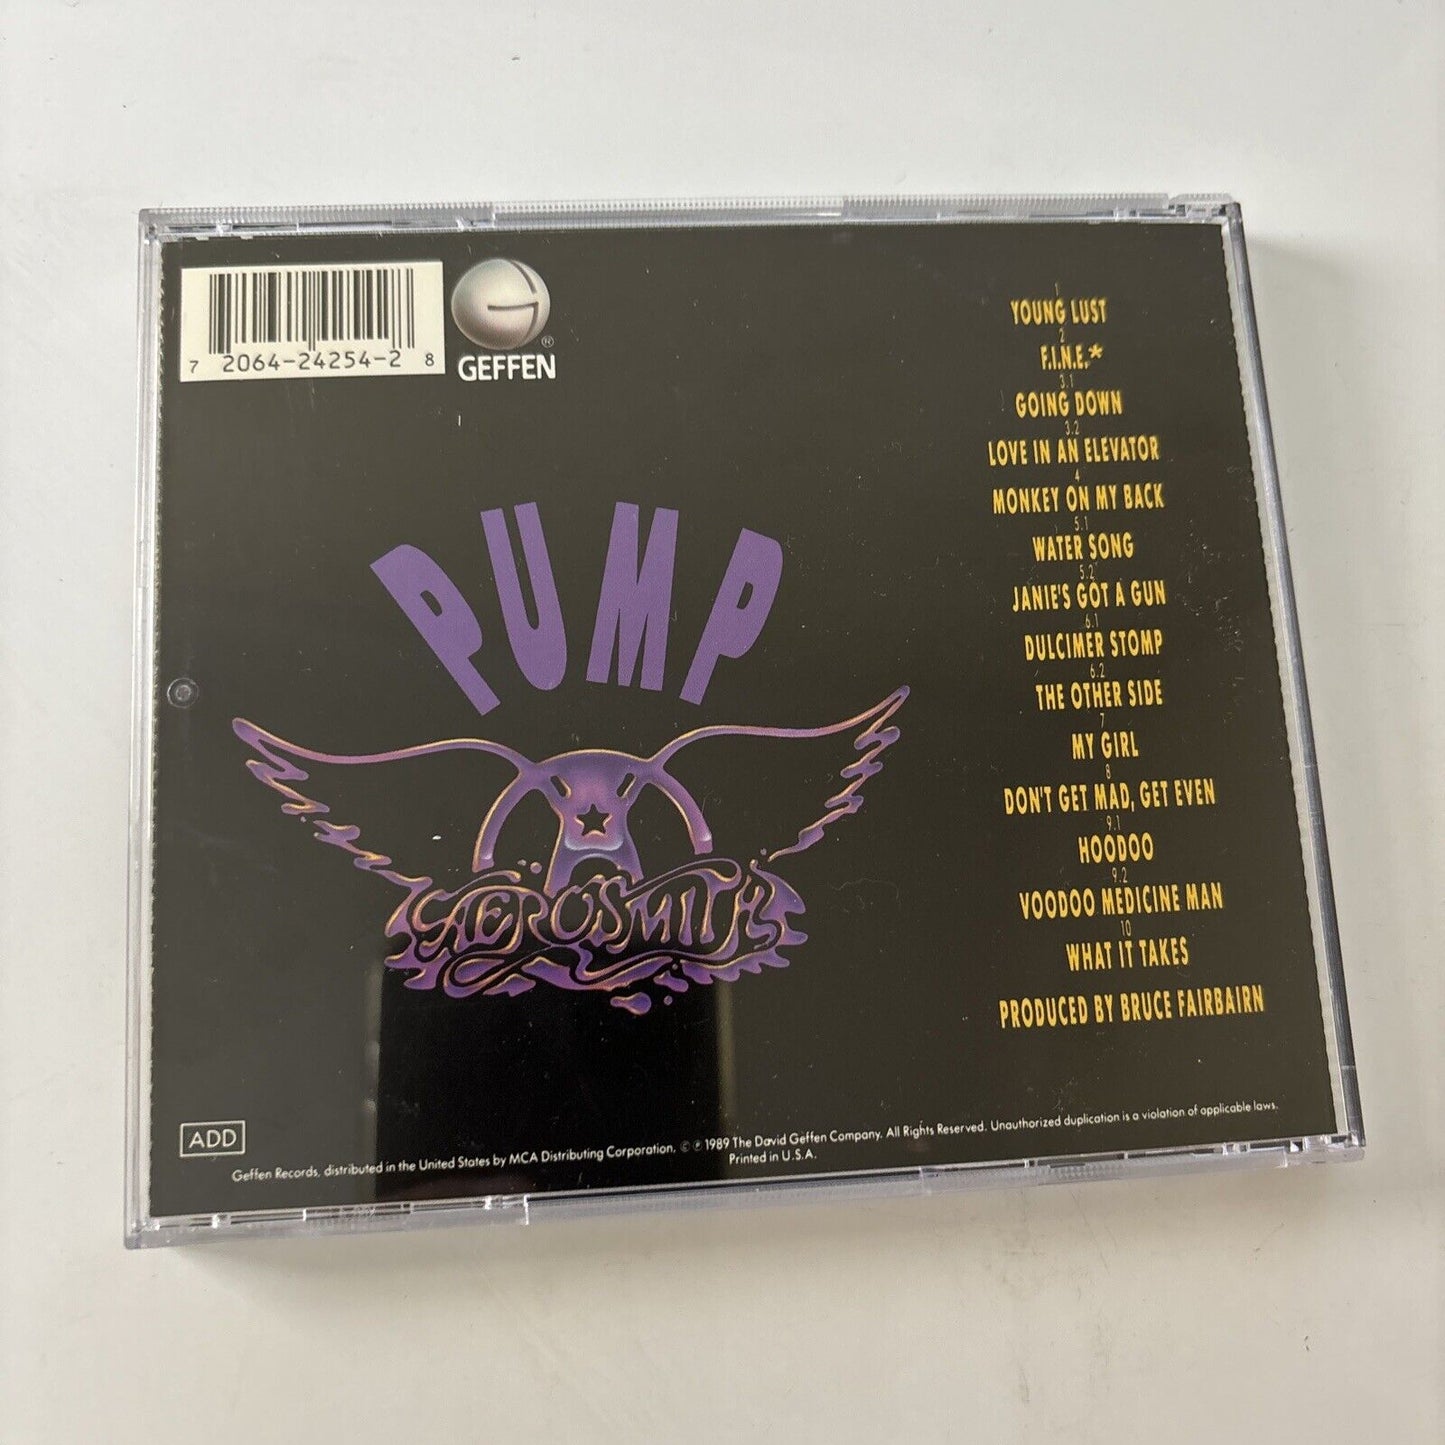 7 2064-24254-2 8
GEFFEN
®
PUMP
AEROSMITH
1
YOUNG LUST
2
F.I.N.E.*
3.1
GOING DOWN
3.2
LOVE IN AN ELEVATOR
4
MONKEY ON MY BACK
5.1
WATER SONG
5.2
JANIE'S GOT A GUN
6.1
DULCIMER STOMP
6.2
THE OTHER SIDE
7
MY GIRL
8
DON'T GET MAD, GET EVEN
9.1
HOODOO
9.2
VOODOO MEDICINE MAN
10
WHAT IT TAKES
PRODUCED BY BRUCE FAIRBAIRN
ADD
Geffen Records, distributed in the United States by MCA Distributing Corporation, © ℗ 1989 The David Geffen Company. All Rights Reserved. Unauthorized duplication is a violation of applicable laws.
Printed in U.S.A.